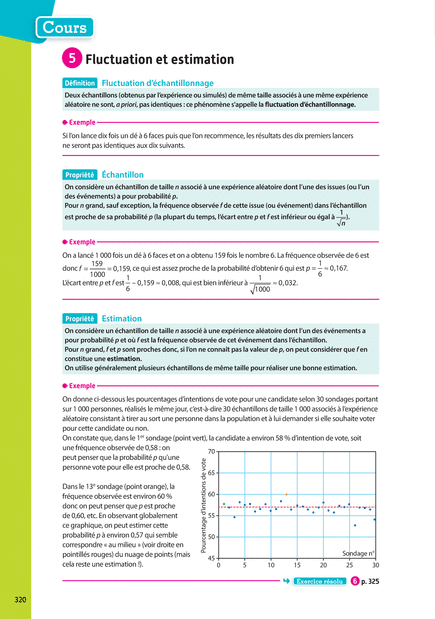 Cours
5 Fluctuation et estimation
Définition Fluctuation d'échantillonnage
Deux échantillons (obtenus par l'expérience ou simulés) de même taille associés à une même expérience
aléatoire ne sont, a priori, pas identiques : ce phénomène s'appelle la fluctuation d'échantillonnage.
Exemple
Si l'on lance dix fois un dé à 6 faces puis que l'on recommence, les résultats des dix premiers lancers
ne seront pas identiques aux dix suivants.
Propriété Échantillon
On considère un échantillon de taille n associé à une expérience aléatoire dont l'une des issues (ou l'un
des événements) a pour probabilité p.
Pour n grand, sauf exception, la fréquence observée f de cette issue (ou événement) dans l'échantillon
est proche de sa probabilité p (la plupart du temps, l'écart entre p et f est inférieur ou égal à 1/√n).
Exemple
On a lancé 1 000 fois un dé à 6 faces et on a obtenu 159 fois le nombre 6. La fréquence observée de 6 est
donc f = 159/1000 = 0,159, ce qui est assez proche de la probabilité d'obtenir 6 qui est p = 1/6 ≈ 0,167.
L'écart entre p et f est 1/6 – 0,159 ≈ 0,008, qui est bien inférieur à 1/√1000 ≈ 0,032.
Propriété Estimation
On considère un échantillon de taille n associé à une expérience aléatoire dont l'un des événements a
pour probabilité p et où f est la fréquence observée de cet événement dans l'échantillon.
Pour n grand, f et p sont proches donc, si l'on ne connaît pas la valeur de p, on peut considérer que f en
constitue une estimation.
On utilise généralement plusieurs échantillons de même taille pour réaliser une bonne estimation.
Exemple
On donne ci-dessous les pourcentages d'intentions de vote pour une candidate selon 30 sondages portant
sur 1 000 personnes, réalisés le même jour, c'est-à-dire 30 échantillons de taille 1 000 associés à l'expérience
aléatoire consistant à tirer au sort une personne dans la population et à lui demander si elle souhaite voter
pour cette candidate ou non.
On constate que, dans le 1er sondage (point vert), la candidate a environ 58 % d'intention de vote, soit
une fréquence observée de 0,58 : on
peut penser que la probabilité p qu'une
personne vote pour elle est proche de 0,58.
Dans le 13e sondage (point orange), la
fréquence observée est environ 60 %
donc on peut penser que p est proche
de 0,60, etc. En observant globalement
ce graphique, on peut estimer cette
probabilité p à environ 0,57 qui semble
correspondre « au milieu » (voir droite en
pointillés rouges) du nuage de points (mais
cela reste une estimation !).
Pourcentage d'intentions de vote
70
65
60
55
50
45
0 5 10 15 20 25 30
Sondage n°
Exercice résolu 6 p. 325
320